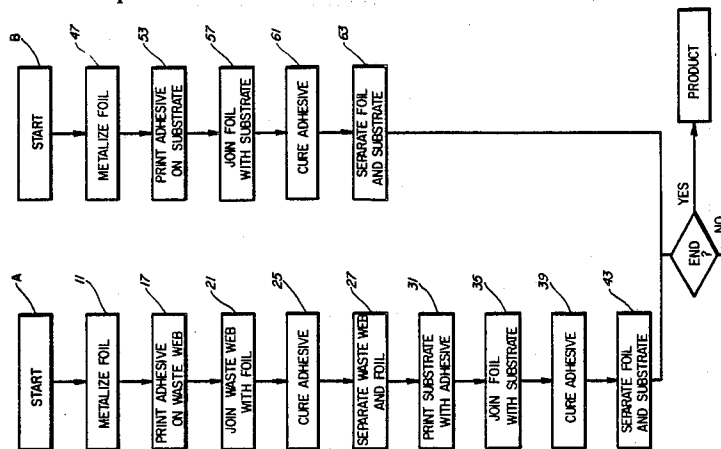 A
START
11
METALIZE FOIL
17
PRINT ADHESIVE
ON WASTE WEB
21
JOIN WASTE WEB
WITH FOIL
25
CURE ADHESIVE
27
SEPARATE WASTE WEB
AND FOIL
31
PRINT SUBSTRATE
WITH ADHESIVE
35
JOIN FOIL
WITH SUBSTRATE
39
CURE ADHESIVE
43
SEPARATE FOIL
AND SUBSTRATE
B
START
47
METALIZE FOIL
53
PRINT ADHESIVE
ON SUBSTRATE
57
JOIN FOIL
WITH SUBSTRATE
61
CURE ADHESIVE
63
SEPARATE FOIL
AND SUBSTRATE
END
?
YES
NO
PRODUCT